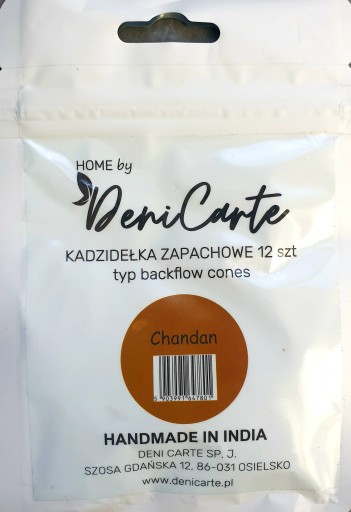 HOME by
DeniCarte
KADZIDEŁKA ZAPACHOWE 12 szt
typ backflow cones
Chandan
HANDMADE IN INDIA
DENI CARTE SP. J.
SZOSA GDAŃSKA 12, 86-031 OSIELSKO
www.denicarte.pl